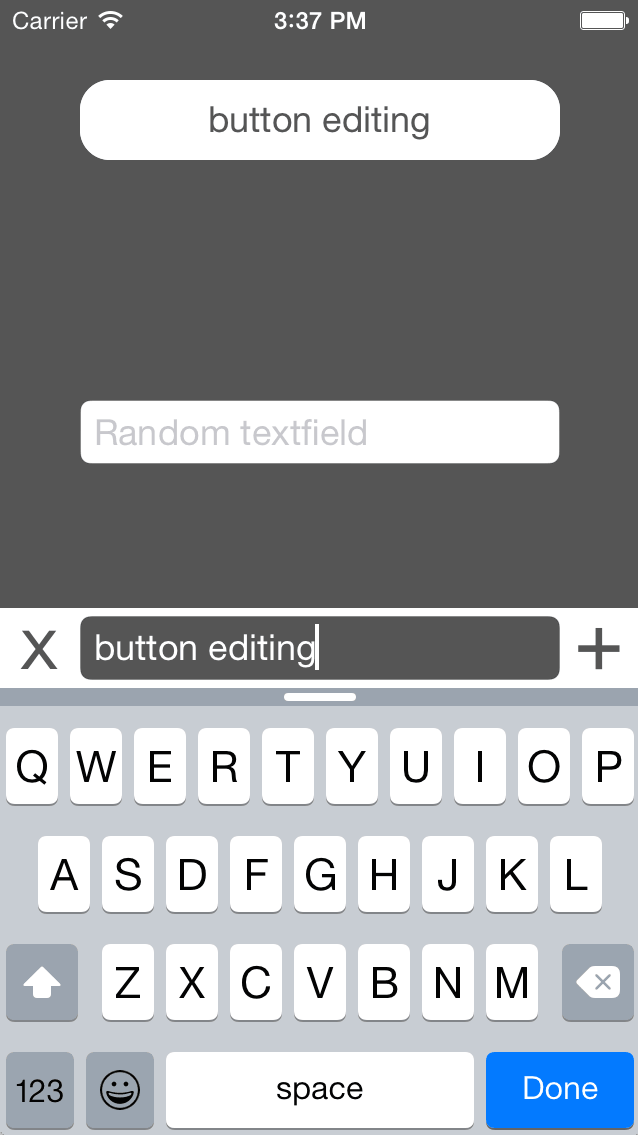 Carrier 3:37 PM
button editing
Random textfield
X button editing +
Q W E R T Y U I O P
A S D F G H J K L
Z X C V B N M
123 space Done